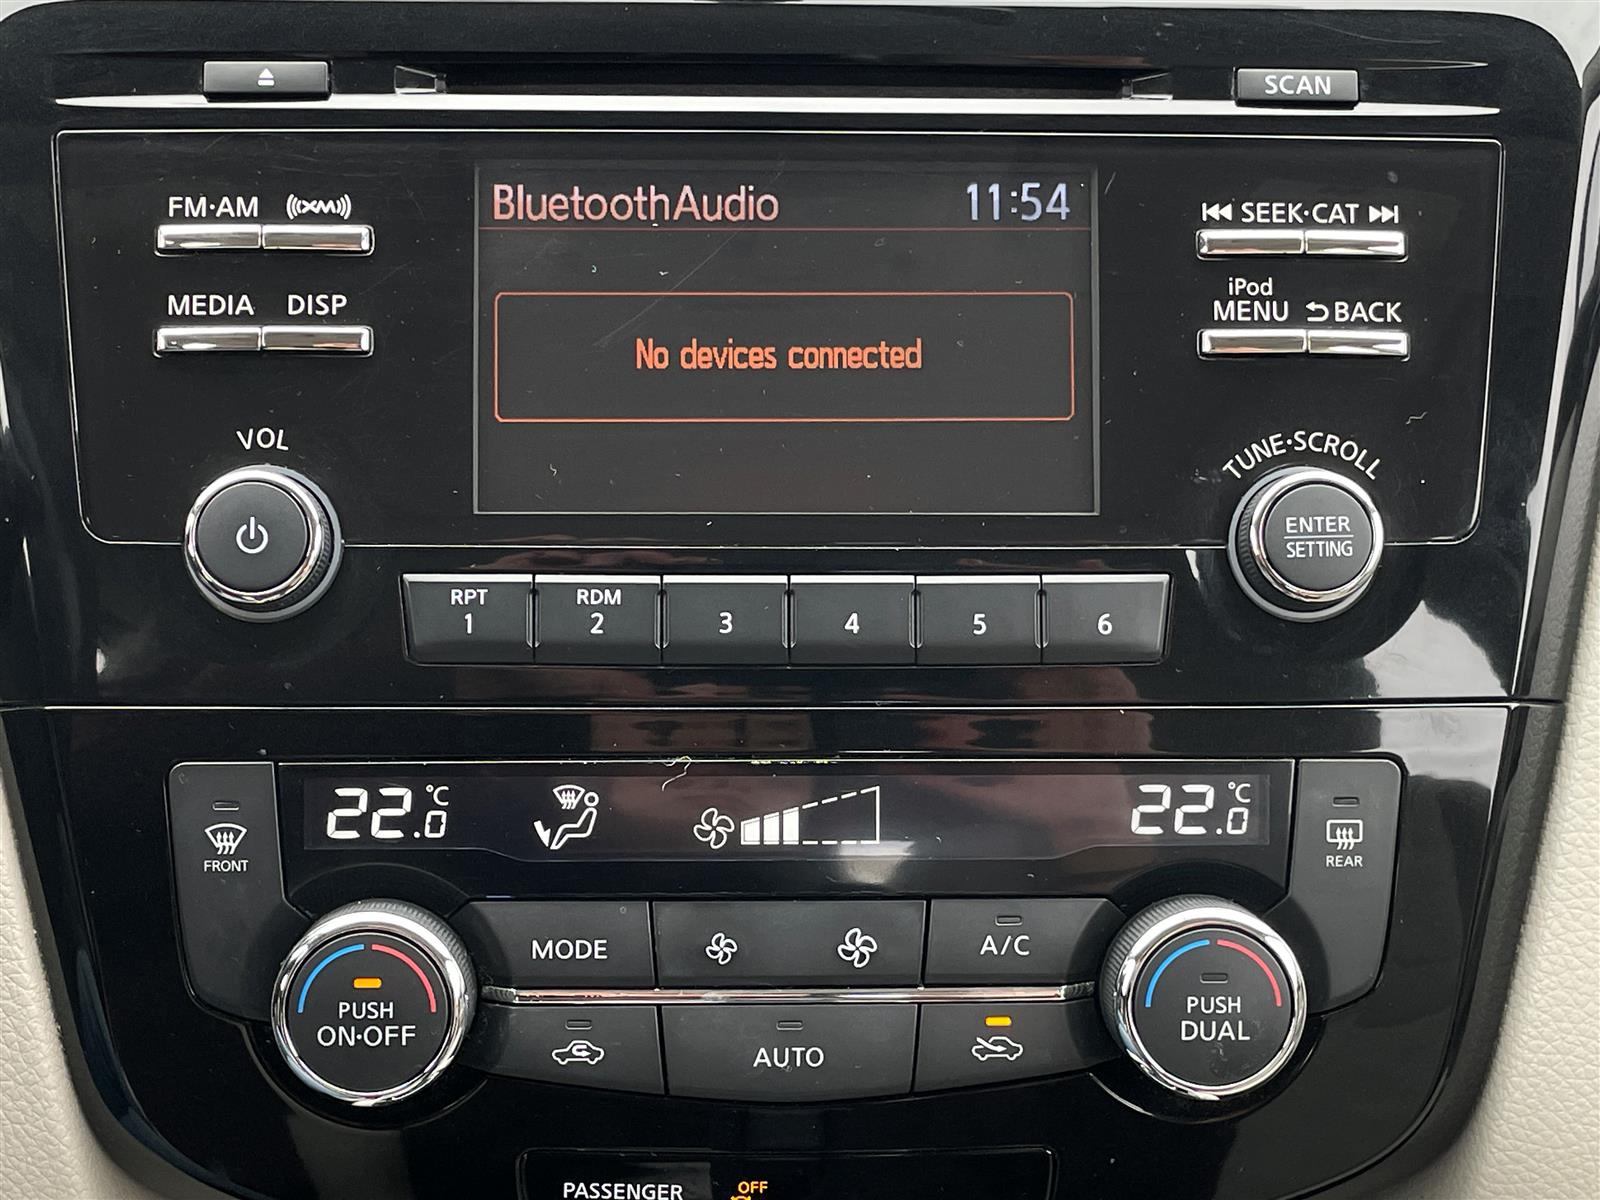 SCAN
FM·AM XM
BluetoothAudio 11:54
SEEK·CAT
MEDIA DISP
iPod
MENU BACK
No devices connected
VOL
TUNE·SCROLL
ENTER
SETTING
RPT
1
RDM
2
3
4
5
6
22.0 °C
22.0 °C
FRONT
REAR
MODE
A/C
PUSH
ON·OFF
PUSH
DUAL
AUTO
PASSENGER
OFF